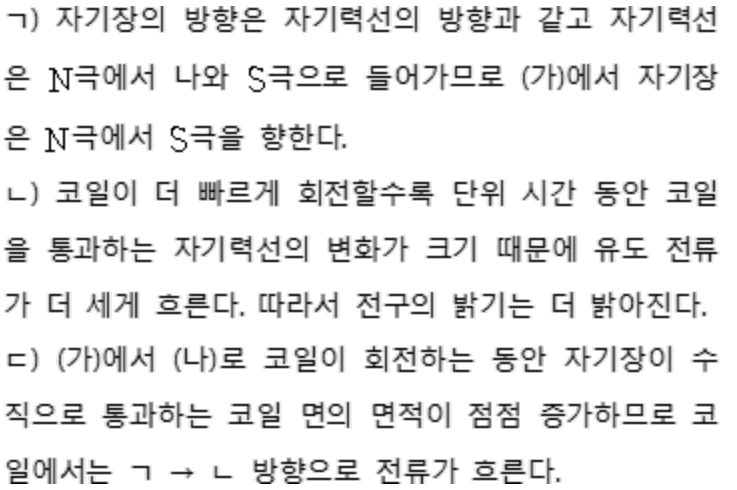 ㄱ) 자기장의 방향은 자기력선의 방향과 같고 자기력선
은 N극에서 나와 S극으로 들어가므로 (가)에서 자기장
은 N극에서 S극을 향한다.
ㄴ) 코일이 더 빠르게 회전할수록 단위 시간 동안 코일
을 통과하는 자기력선의 변화가 크기 때문에 유도 전류
가 더 세게 흐른다. 따라서 전구의 밝기는 더 밝아진다.
ㄷ) (가)에서 (나)로 코일이 회전하는 동안 자기장이 수
직으로 통과하는 코일 면의 면적이 점점 증가하므로 코
일에서는 ㄱ → ㄴ 방향으로 전류가 흐른다.